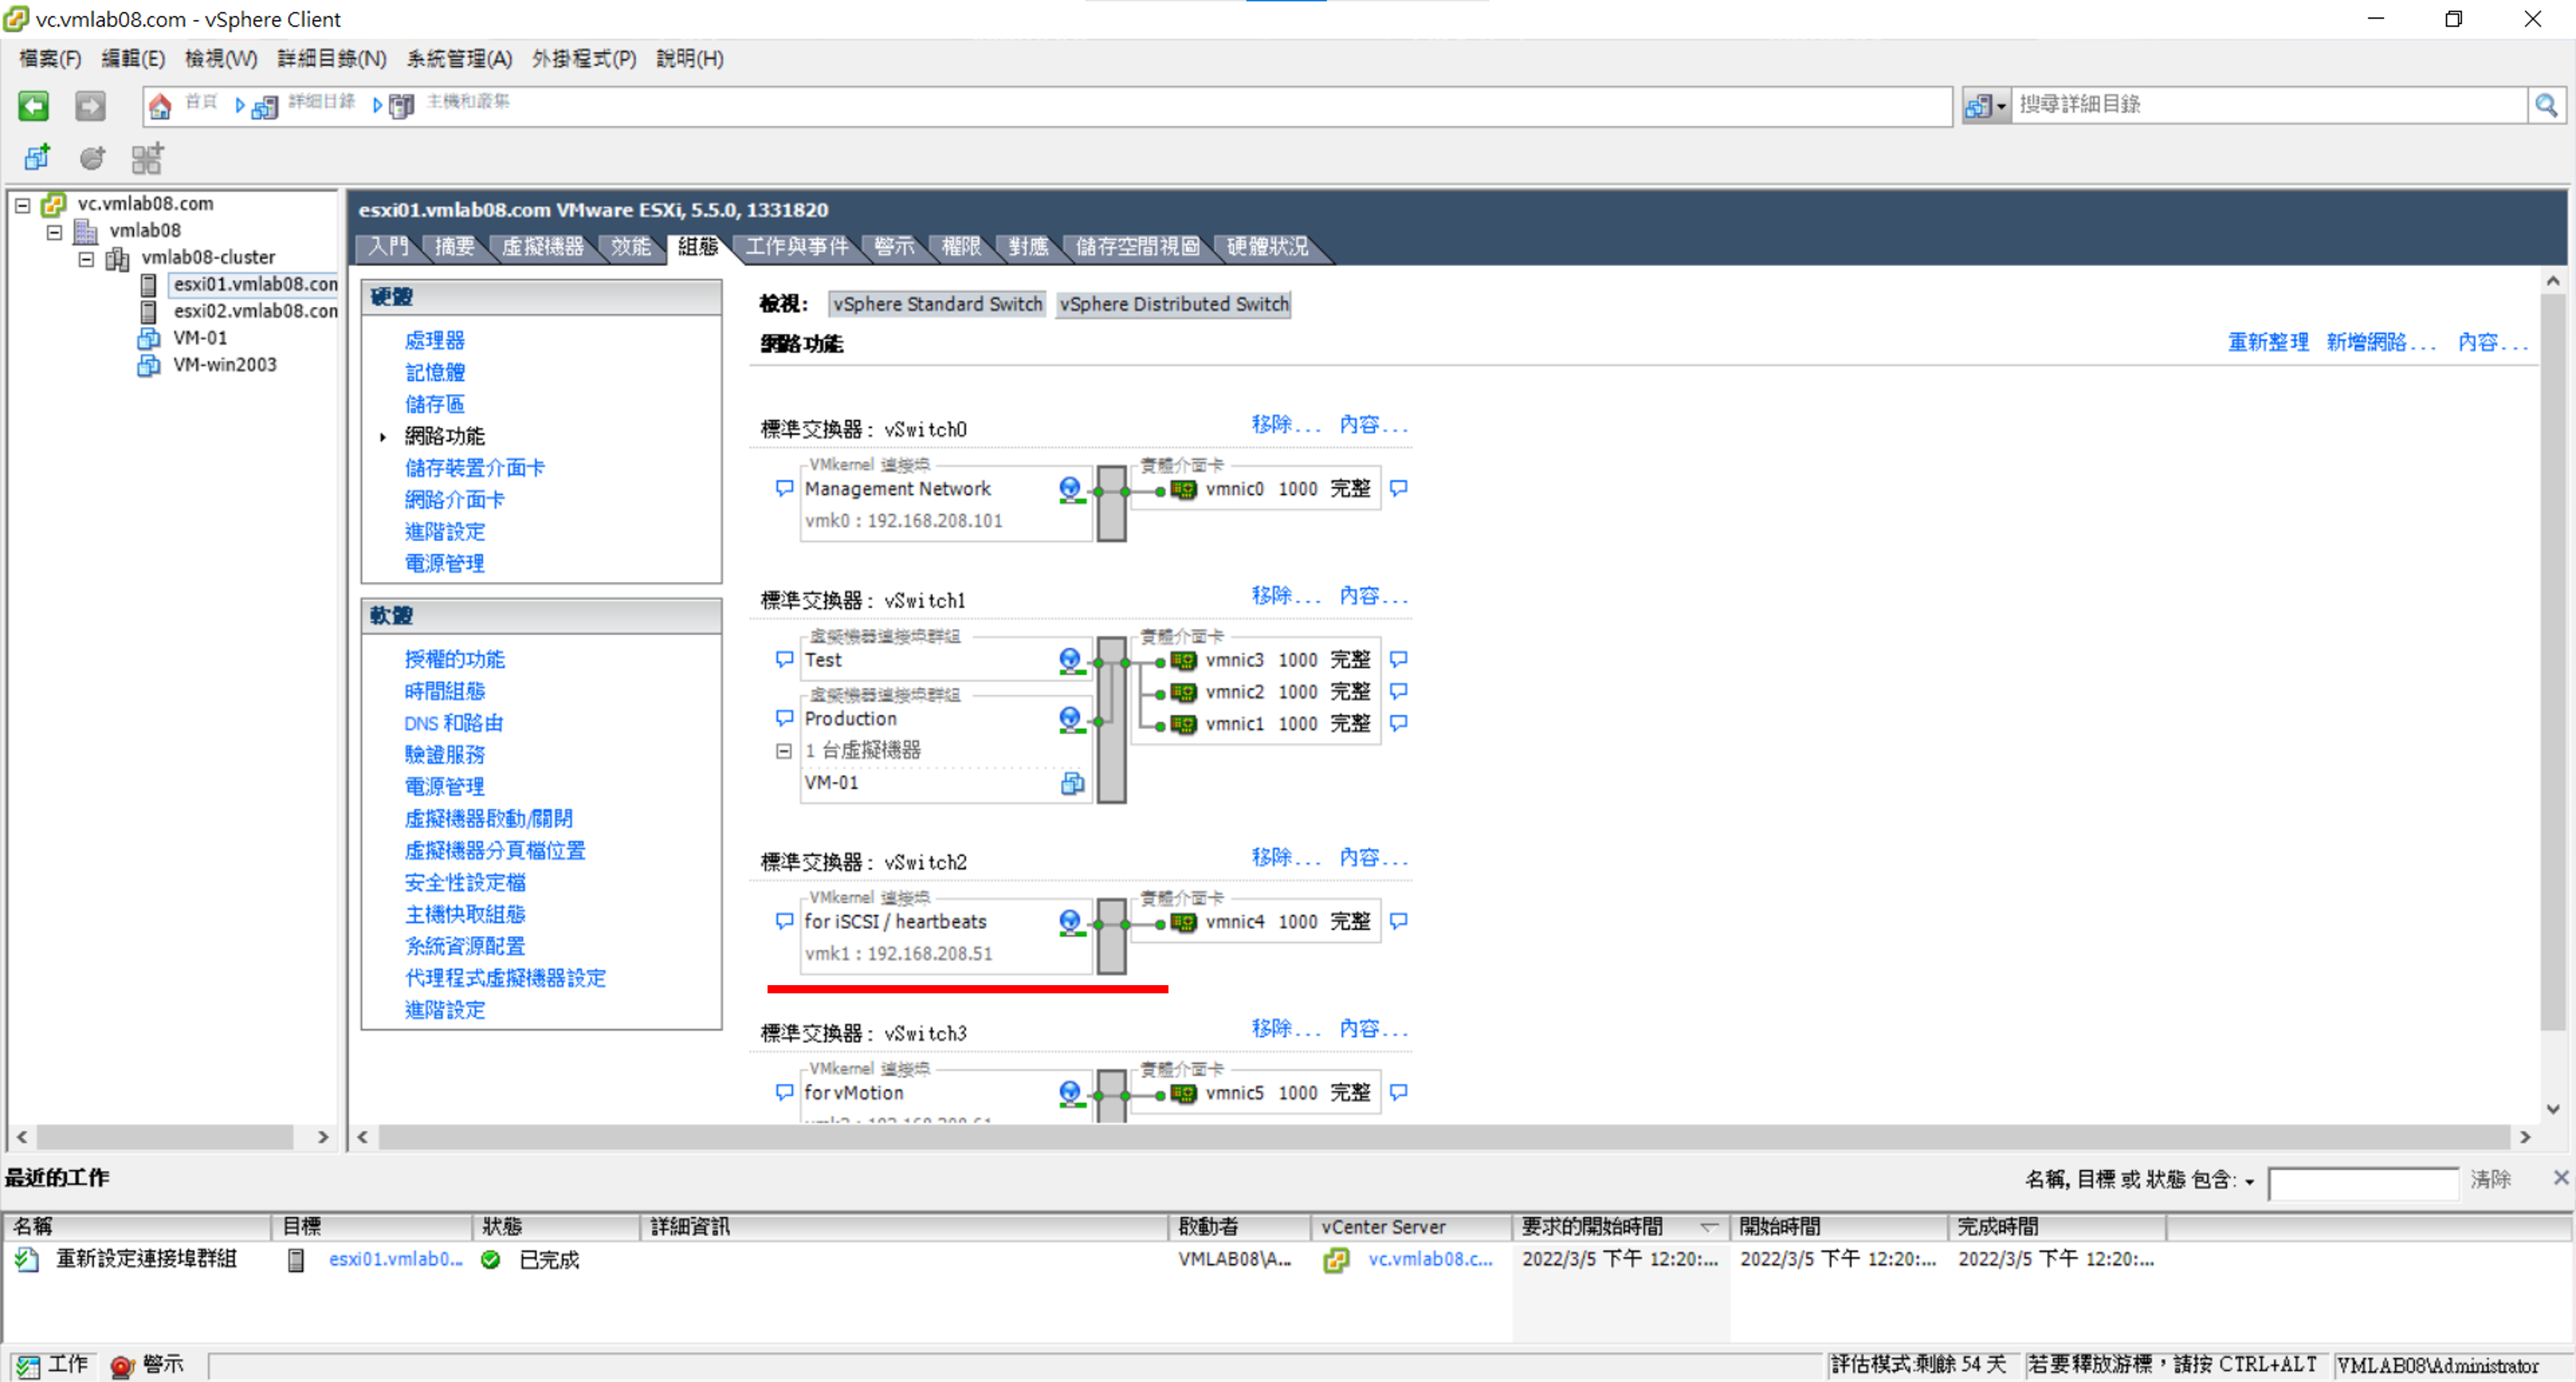 vc.vmlab08.com - vSphere Client
檔案(F) 編輯(E) 檢視(W) 詳細目錄(N) 系統管理(A) 外掛程式(P) 說明(H)
首頁 詳細目錄 主機和叢集 搜尋詳細目錄
vc.vmlab08.com
vmlab08
vmlab08-cluster
esxi01.vmlab08.con
esxi02.vmlab08.con
VM-01
VM-win2003
esxi01.vmlab08.com VMware ESXi, 5.5.0, 1331820
入門 摘要 虛擬機器 效能 組態 工作與事件 警示 權限 對應 儲存空間視圖 硬體狀況
硬體
處理器
記憶體
儲存區
網路功能
儲存裝置介面卡
網路介面卡
進階設定
電源管理
軟體
授權的功能
時間組態
DNS 和路由
驗證服務
電源管理
虛擬機器啟動/關閉
虛擬機器分頁檔位置
安全性設定檔
主機快取組態
系統資源配置
代理程式虛擬機器設定
進階設定
檢視: vSphere Standard Switch vSphere Distributed Switch
網路功能 重新整理 新增網路... 內容...
標準交換器: vSwitch0 移除... 內容...
VMkernel 連接埠 實體介面卡
Management Network vmnic0 1000 完整
vmk0 : 192.168.208.101
標準交換器: vSwitch1 移除... 內容...
虛擬機器連接埠群組 實體介面卡
Test vmnic3 1000 完整
虛擬機器連接埠群組 vmnic2 1000 完整
Production vmnic1 1000 完整
1 台虛擬機器
VM-01
標準交換器: vSwitch2 移除... 內容...
VMkernel 連接埠 實體介面卡
for iSCSI / heartbeats vmnic4 1000 完整
vmk1 : 192.168.208.51
標準交換器: vSwitch3 移除... 內容...
VMkernel 連接埠 實體介面卡
for vMotion vmnic5 1000 完整
最近的工作 名稱, 目標 或 狀態 包含: 清除
名稱 目標 狀態 詳細資訊 啟動者 vCenter Server 要求的開始時間 開始時間 完成時間
重新設定連接埠群組 esxi01.vmlab0... 已完成 VMLAB08\A... vc.vmlab08.c... 2022/3/5 下午 12:20:... 2022/3/5 下午 12:20:... 2022/3/5 下午 12:20:...
工作 警示 評估模式:剩餘 54 天 若要釋放游標，請按 CTRL+ALT VMLAB08\Administrator